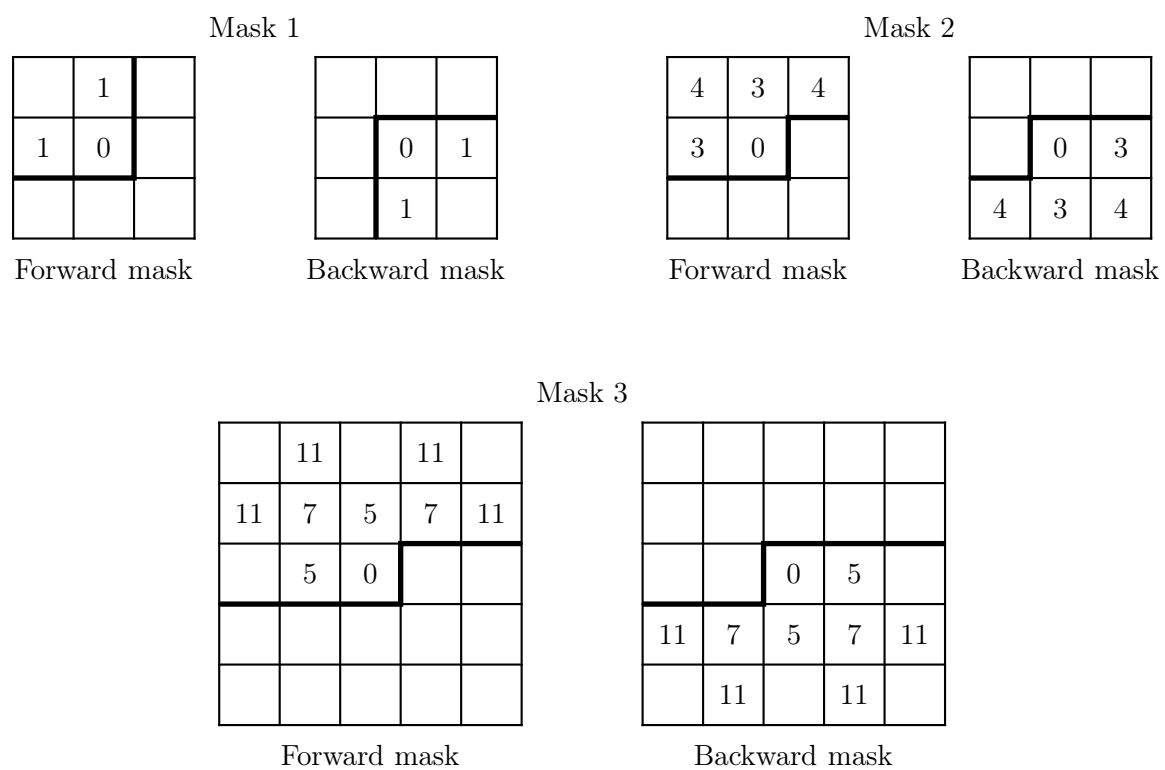 Mask 1
Mask 2
1
4 3 4
1 0
0 1
3 0
0 3
1
4 3 4
Forward mask
Backward mask
Forward mask
Backward mask
Mask 3
11 11
11 7 5 7 11
5 0
0 5
11 7 5 7 11
11 11
Forward mask
Backward mask